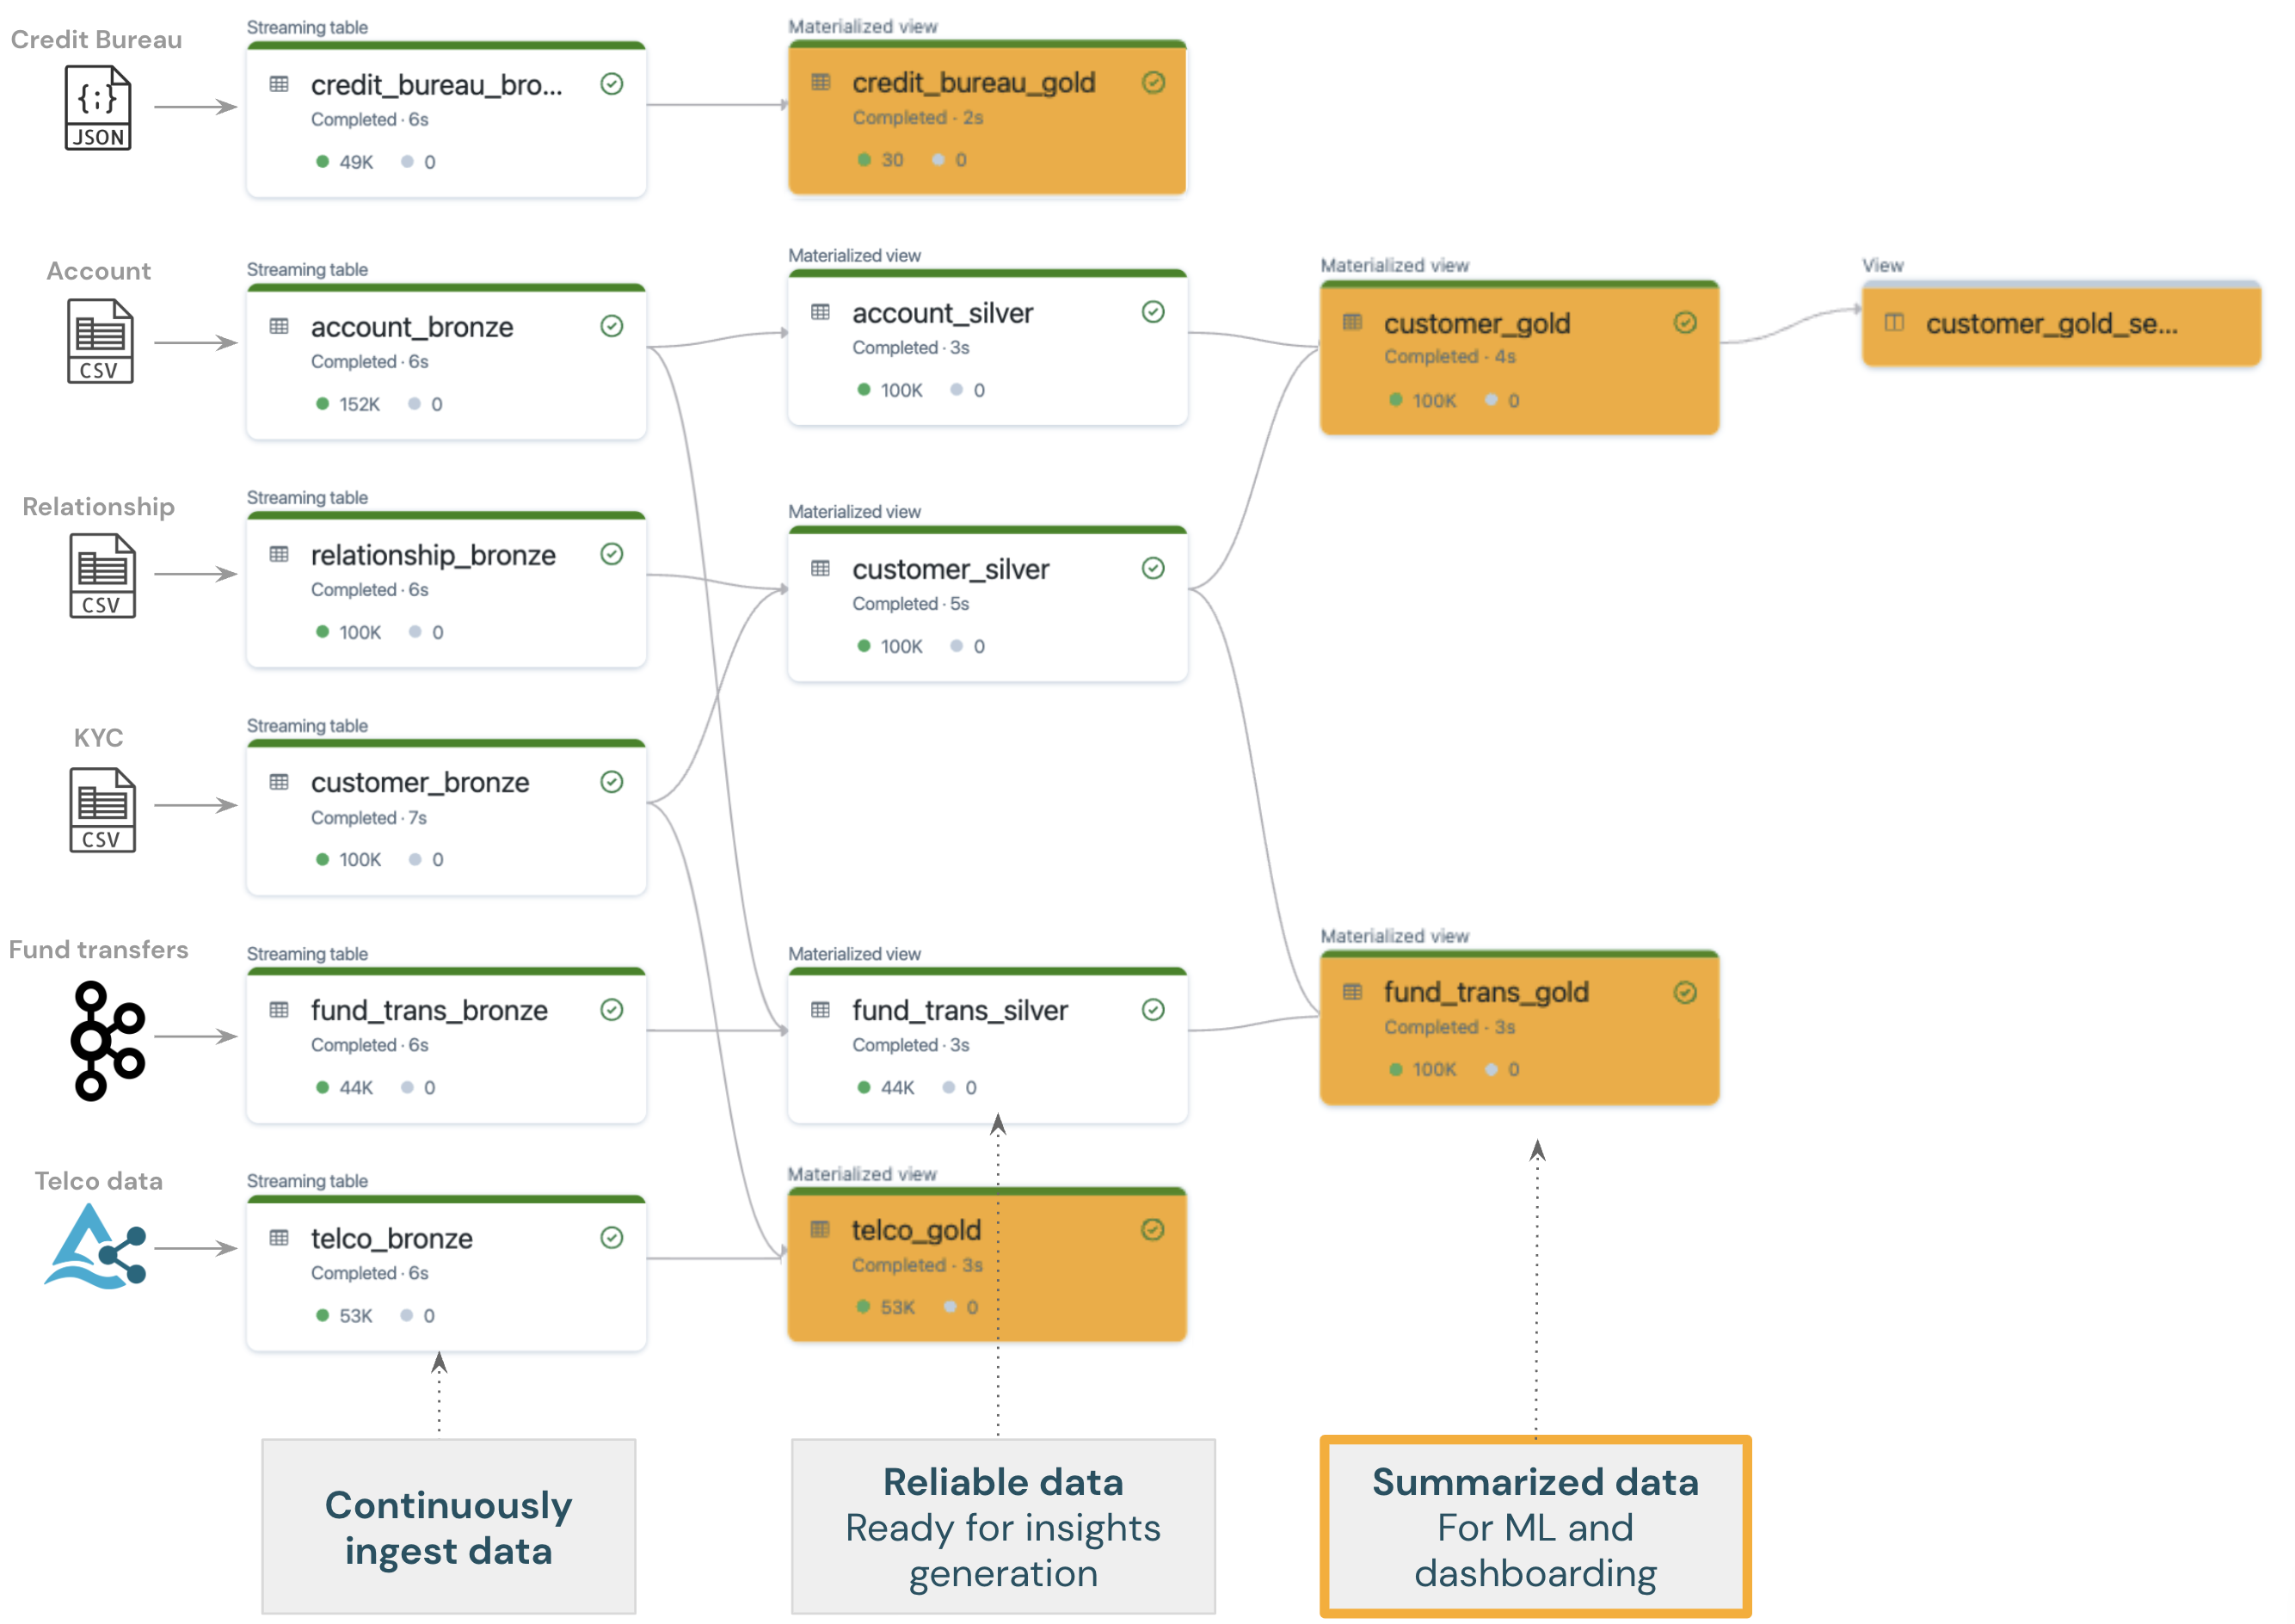 Credit Bureau
{;}
JSON
Streaming table
credit_bureau_bro...
Completed · 6s
49K 0
Materialized view
credit_bureau_gold
Completed - 2s
30 0
Account
CSV
Streaming table
account_bronze
Completed · 6s
152K 0
Materialized view
account_silver
Completed · 3s
100K 0
Materialized view
customer_gold
Completed - 4s
100K 0
View
customer_gold_se...
Relationship
CSV
Streaming table
relationship_bronze
Completed · 6s
100K 0
Materialized view
customer_silver
Completed · 5s
100K 0
KYC
CSV
Streaming table
customer_bronze
Completed · 7s
100K 0
Fund transfers
Streaming table
fund_trans_bronze
Completed · 6s
44K 0
Materialized view
fund_trans_silver
Completed · 3s
44K 0
Materialized view
fund_trans_gold
Completed - 3s
100K 0
Telco data
Streaming table
telco_bronze
Completed · 6s
53K 0
Materialized view
telco_gold
Completed - 3s
53K 0
Continuously
ingest data
Reliable data
Ready for insights
generation
Summarized data
For ML and
dashboarding